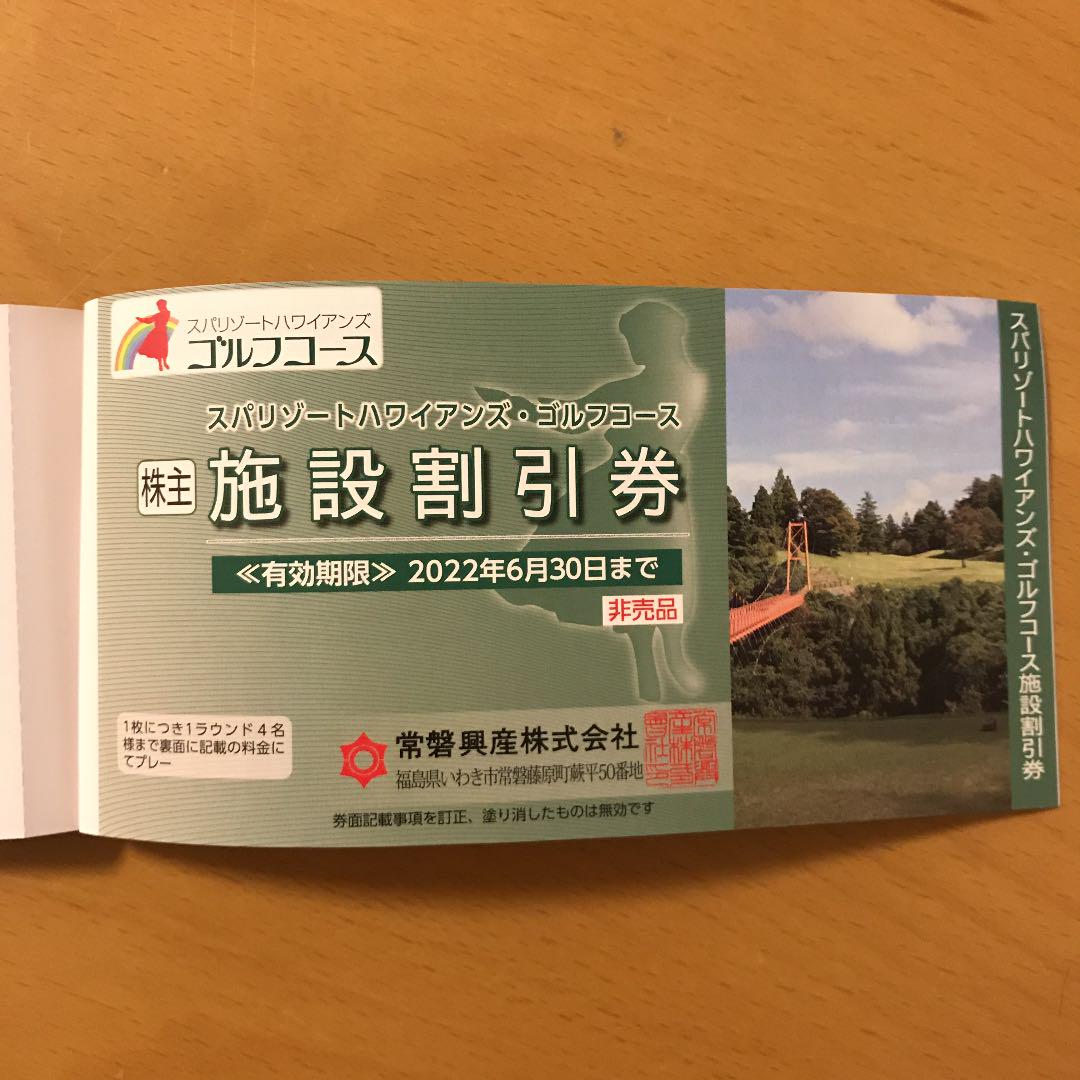 スパリゾートハワイアンズ
ゴルフコース
スパリゾートハワイアンズ・ゴルフコース
株主 施設割引券
≪有効期限≫ 2022年6月30日まで
非売品
1枚につき1ラウンド4名
様まで裏面に記載の料金に
てプレー
常磐興産株式会社
福島県いわき市常磐藤原町蕨平50番地
券面記載事項を訂正、塗り消したものは無効です
スパリゾートハワイアンズ・ゴルフコース施設割引券